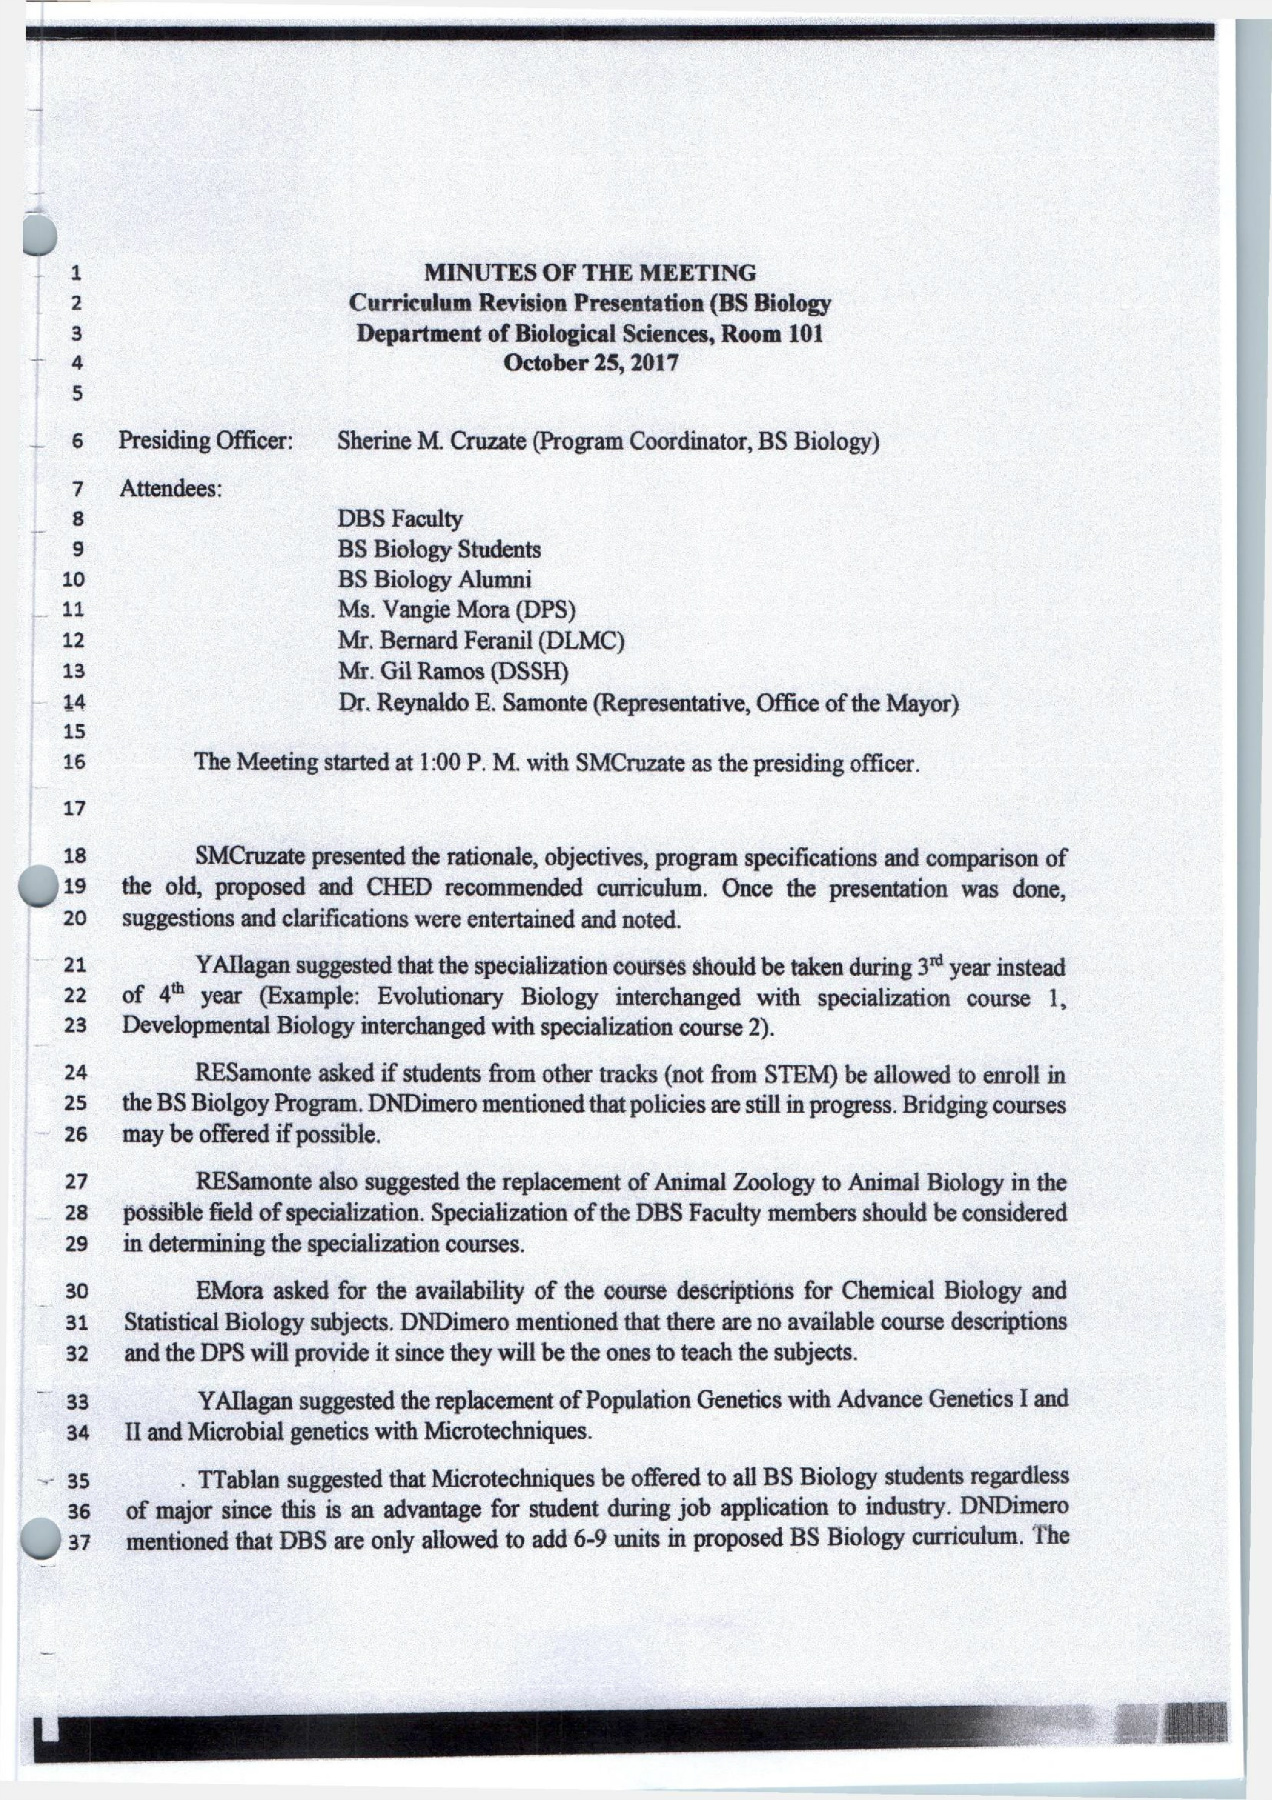 1 MINUTES OF THE MEETING
2 Curriculum Revision Presentation (BS Biology
3 Department of Biological Sciences, Room 101
4 October 25, 2017
5
6 Presiding Officer: Sherine M. Cruzate (Program Coordinator, BS Biology)
7 Attendees:
8 DBS Faculty
9 BS Biology Students
10 BS Biology Alumni
11 Ms. Vangie Mora (DPS)
12 Mr. Bernard Feranil (DLMC)
13 Mr. Gil Ramos (DSSH)
14 Dr. Reynaldo E. Samonte (Representative, Office of the Mayor)
15
16 The Meeting started at 1:00 P. M. with SMCruzate as the presiding officer.
17
18 SMCruzate presented the rationale, objectives, program specifications and comparison of
19 the old, proposed and CHED recommended curriculum. Once the presentation was done,
20 suggestions and clarifications were entertained and noted.
21 YAIlagan suggested that the specialization courses should be taken during 3rd year instead
22 of 4th year (Example: Evolutionary Biology interchanged with specialization course 1,
23 Developmental Biology interchanged with specialization course 2).
24 RESamonte asked if students from other tracks (not from STEM) be allowed to enroll in
25 the BS Biolgoy Program. DNDimero mentioned that policies are still in progress. Bridging courses
26 may be offered if possible.
27 RESamonte also suggested the replacement of Animal Zoology to Animal Biology in the
28 possible field of specialization. Specialization of the DBS Faculty members should be considered
29 in determining the specialization courses.
30 EMora asked for the availability of the course descriptions for Chemical Biology and
31 Statistical Biology subjects. DNDimero mentioned that there are no available course descriptions
32 and the DPS will provide it since they will be the ones to teach the subjects.
33 YAIlagan suggested the replacement of Population Genetics with Advance Genetics I and
34 II and Microbial genetics with Microtechniques.
35 . TTablan suggested that Microtechniques be offered to all BS Biology students regardless
36 of major since this is an advantage for student during job application to industry. DNDimero
37 mentioned that DBS are only allowed to add 6-9 units in proposed BS Biology curriculum. The